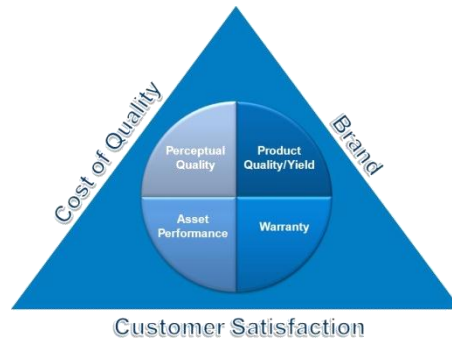 Cost of Quality
Brand
Perceptual
Quality
Product
Quality/Yield
Asset
Performance
Warranty
Customer Satisfaction